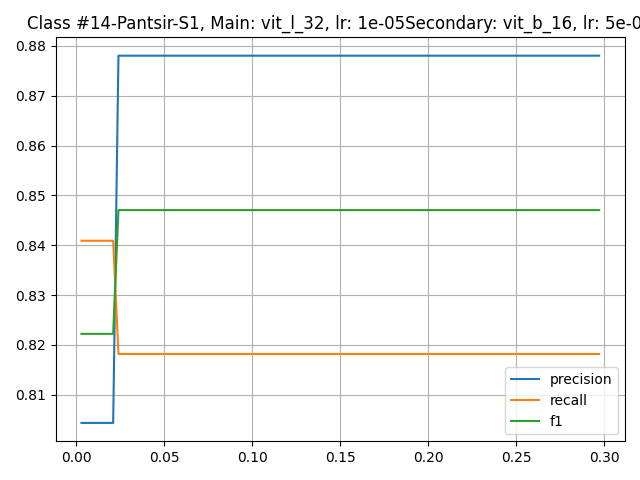 Class #14-Pantsir-S1, Main: vit_l_32, lr: 1e-05Secondary: vit_b_16, lr: 5e-0
0.88
0.87
0.86
0.85
0.84
0.83
0.82
0.81
precision
recall
f1
0.00 0.05 0.10 0.15 0.20 0.25 0.30